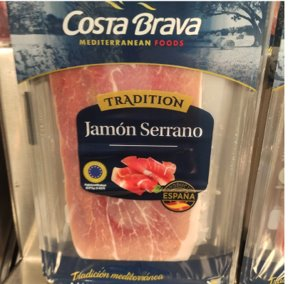 Costa Brava
MEDITERRANEAN FOODS
TRADITION
Jamón Serrano
ESPAÑA
Tradición mediterránea